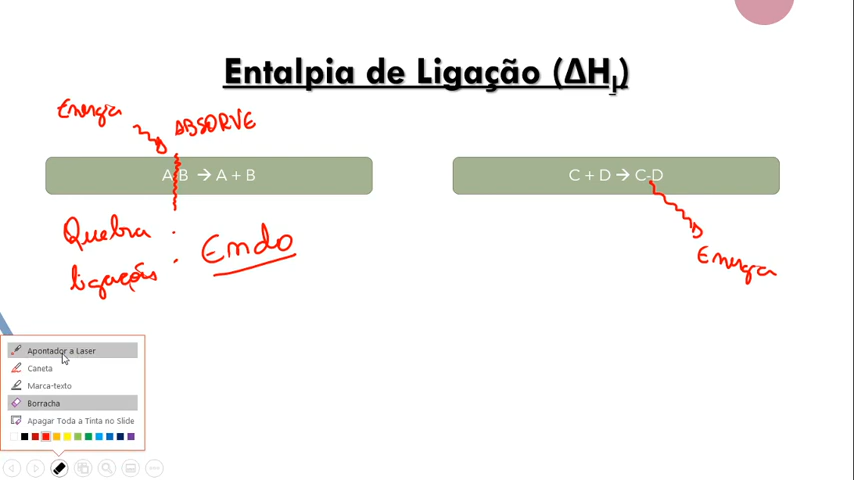 Entalpia de Ligação (ΔHₗ)
Energia
ABSORVE
A-B → A + B
C + D → C-D
Quebra :
ligações :
Endo
Energia
Apontador a Laser
Caneta
Marca-texto
Borracha
Apagar Toda a Tinta no Slide